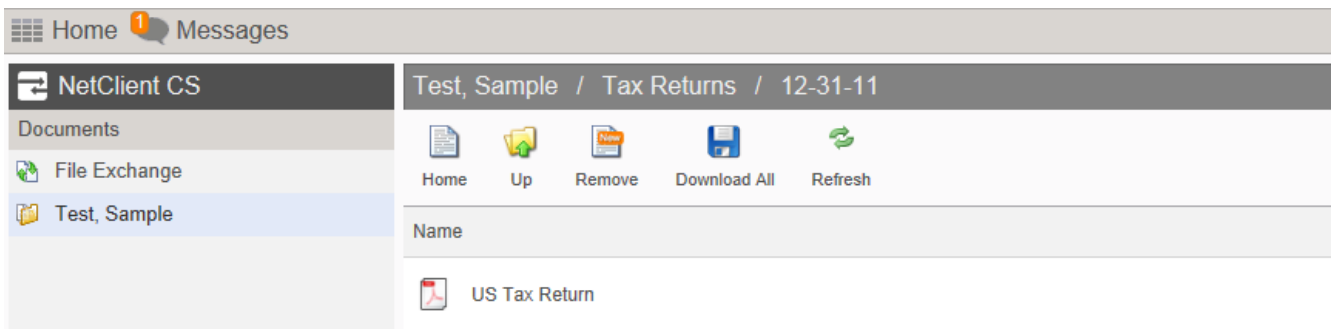 Home 1 Messages
NetClient CS
Documents
File Exchange
Test, Sample
Test, Sample / Tax Returns / 12-31-11
Home Up New Remove Download All Refresh
Name
US Tax Return